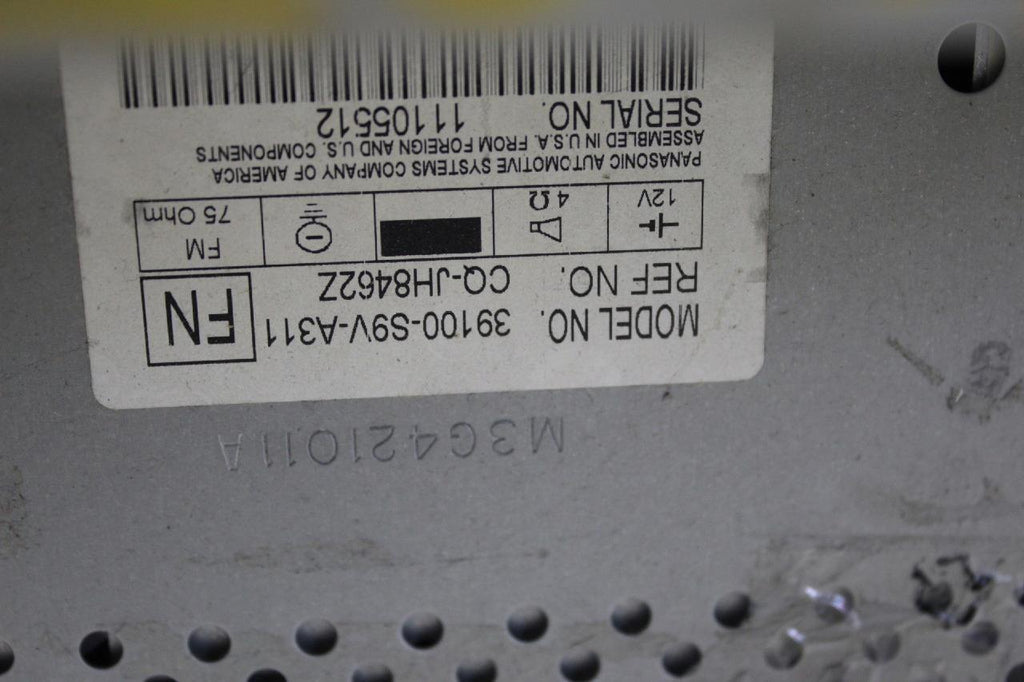 MODEL NO. 39100-S9V-A311
REF NO. CQ-JH8462Z
FN
12V
4Ω
FM
75 Ohm
PANASONIC AUTOMOTIVE SYSTEMS COMPANY OF AMERICA
ASSEMBLED IN U.S.A. FROM FOREIGN AND U.S. COMPONENTS
SERIAL NO. 11105512
M3G421011A